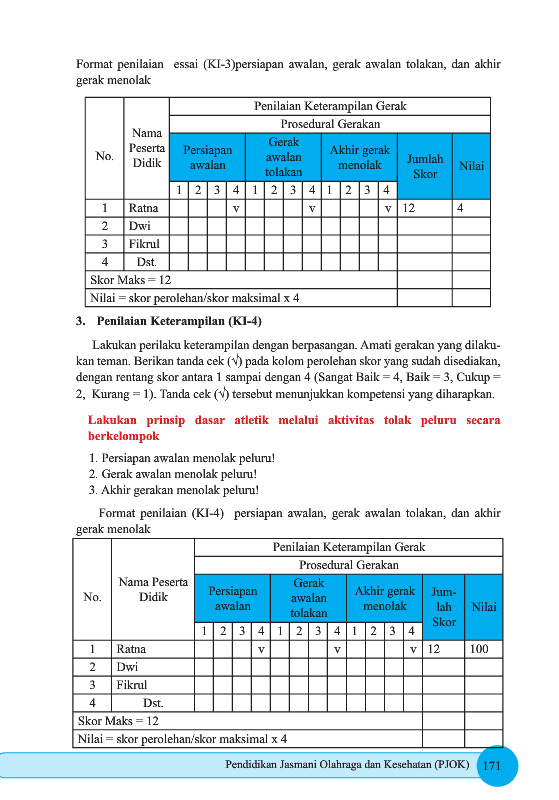 Format penilaian essai (KI-3)persiapan awalan, gerak awalan tolakan, dan akhir
gerak menolak
No.
Nama
Peserta
Didik
Penilaian Keterampilan Gerak
Prosedural Gerakan
Persiapan
awalan
Gerak
awalan
tolakan
Akhir gerak
menolak
Jumlah
Skor
Nilai
1 2 3 4 1 2 3 4 1 2 3 4
1 Ratna v v v 12 4
2 Dwi
3 Fikrul
4 Dst.
Skor Maks = 12
Nilai = skor perolehan/skor maksimal x 4
3. Penilaian Keterampilan (KI-4)
Lakukan perilaku keterampilan dengan berpasangan. Amati gerakan yang dilaku-
kan teman. Berikan tanda cek (√) pada kolom perolehan skor yang sudah disediakan,
dengan rentang skor antara 1 sampai dengan 4 (Sangat Baik = 4, Baik = 3, Cukup =
2, Kurang = 1). Tanda cek (√) tersebut menunjukkan kompetensi yang diharapkan.
Lakukan prinsip dasar atletik melalui aktivitas tolak peluru secara
berkelompok
1. Persiapan awalan menolak peluru!
2. Gerak awalan menolak peluru!
3. Akhir gerakan menolak peluru!
Format penilaian (KI-4) persiapan awalan, gerak awalan tolakan, dan akhir
gerak menolak
No.
Nama Peserta
Didik
Penilaian Keterampilan Gerak
Prosedural Gerakan
Persiapan
awalan
Gerak
awalan
tolakan
Akhir gerak
menolak
Jum-
lah
Skor
Nilai
1 2 3 4 1 2 3 4 1 2 3 4
1 Ratna v v v 12 100
2 Dwi
3 Fikrul
4 Dst.
Skor Maks = 12
Nilai = skor perolehan/skor maksimal x 4
Pendidikan Jasmani Olahraga dan Kesehatan (PJOK) 171